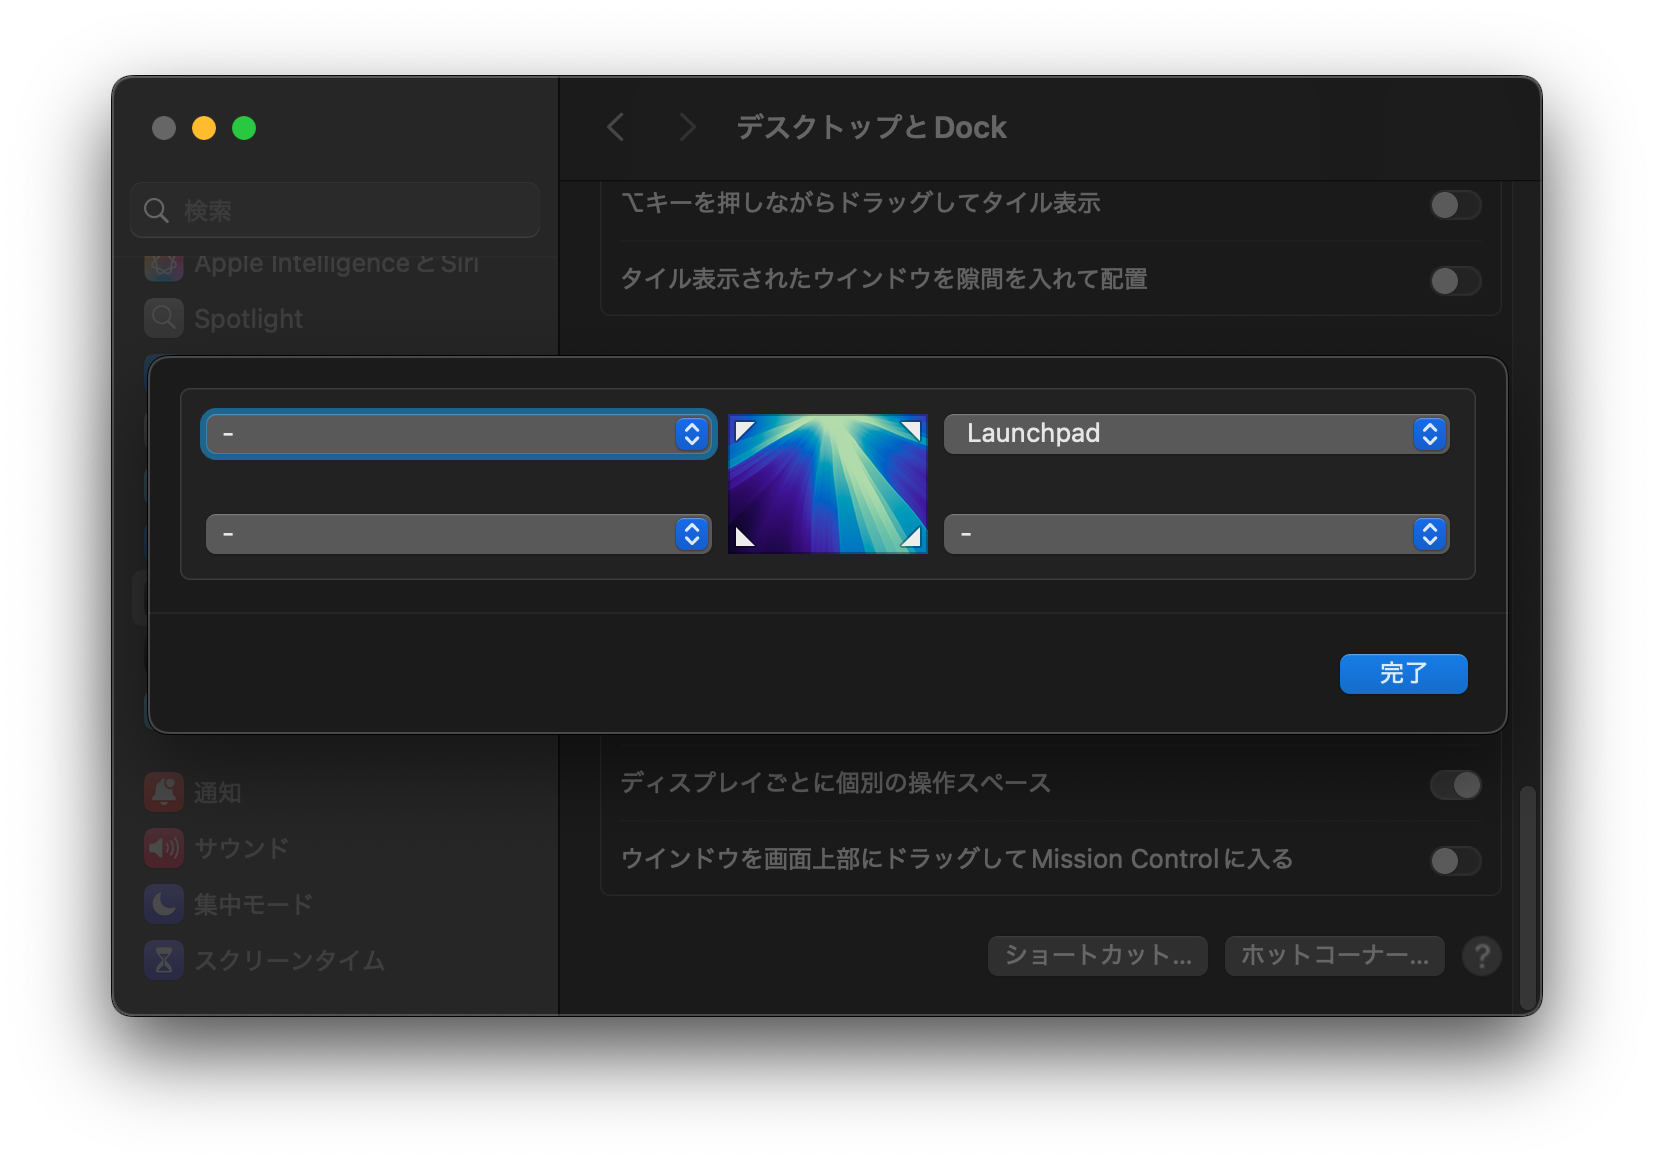 デスクトップとDock
検索
Apple IntelligenceとSiri
Spotlight
⌥キーを押しながらドラッグしてタイル表示
タイル表示されたウインドウを隙間を入れて配置
-
Launchpad
-
-
完了
通知
サウンド
集中モード
スクリーンタイム
ディスプレイごとに個別の操作スペース
ウインドウを画面上部にドラッグしてMission Controlに入る
ショートカット...
ホットコーナー...
?